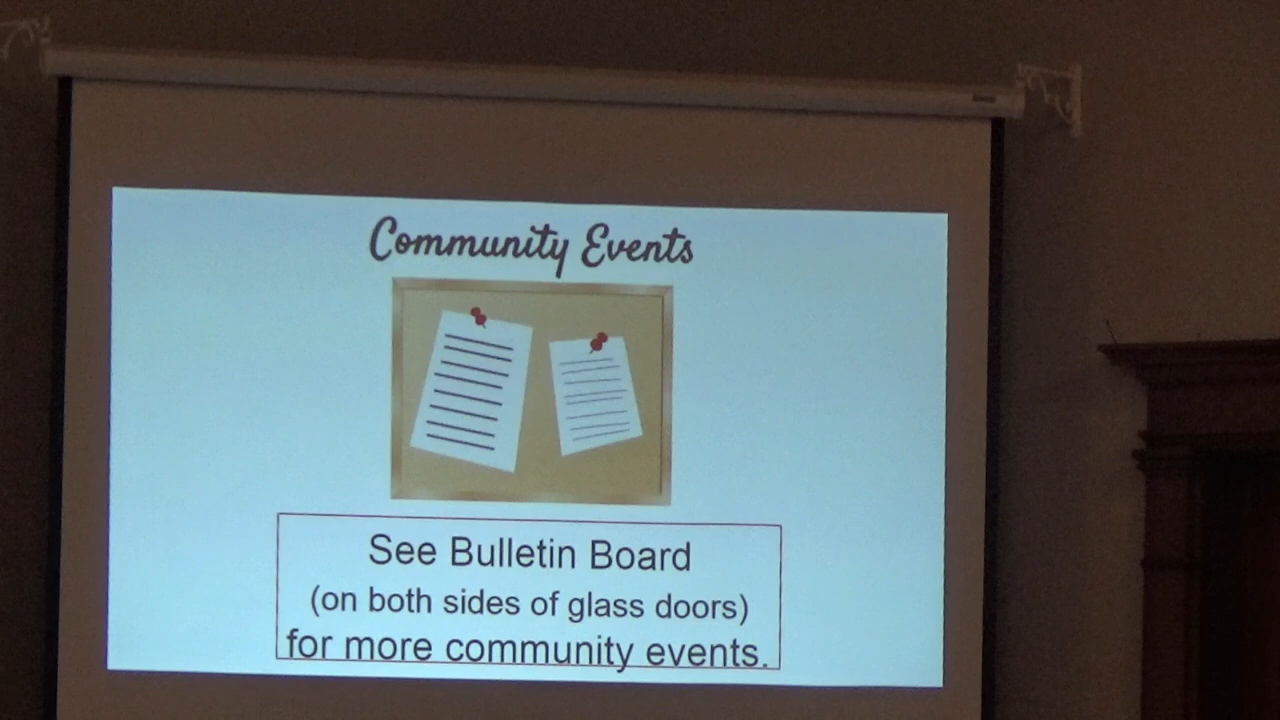 Community Events
See Bulletin Board
(on both sides of glass doors)
for more community events.